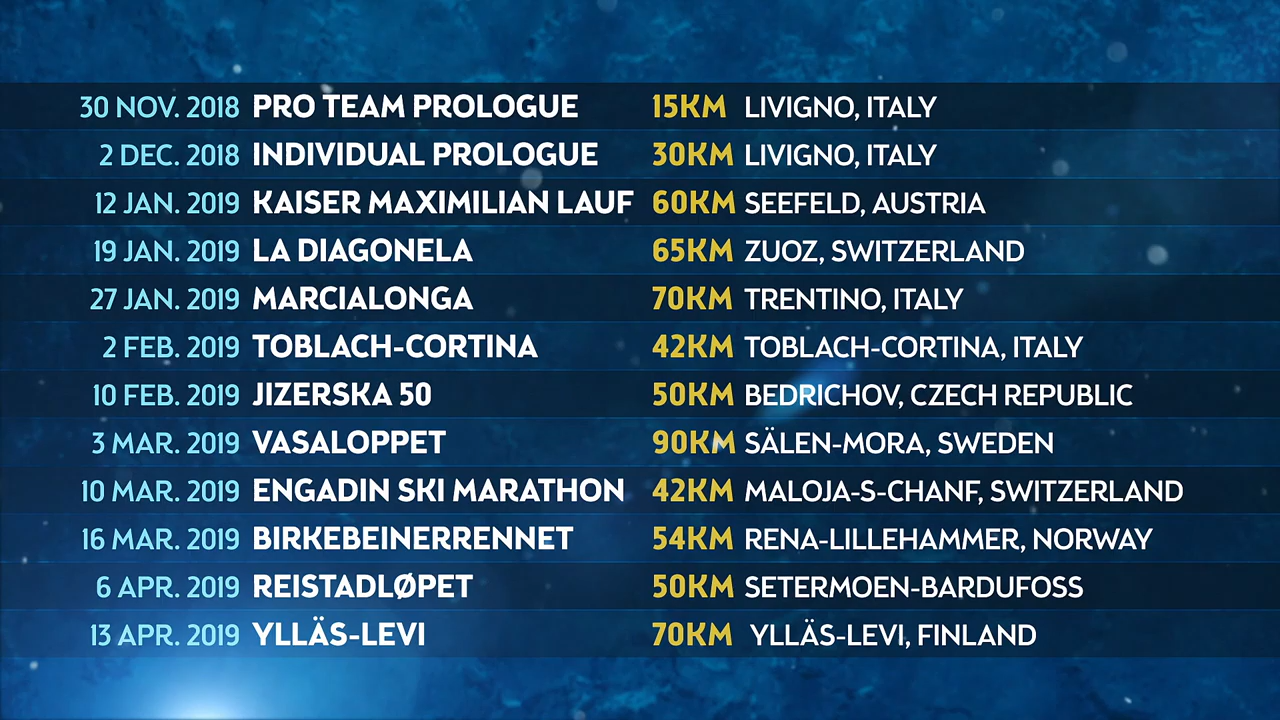 30 NOV. 2018 PRO TEAM PROLOGUE 15KM LIVIGNO, ITALY
2 DEC. 2018 INDIVIDUAL PROLOGUE 30KM LIVIGNO, ITALY
12 JAN. 2019 KAISER MAXIMILIAN LAUF 60KM SEEFELD, AUSTRIA
19 JAN. 2019 LA DIAGONELA 65KM ZUOZ, SWITZERLAND
27 JAN. 2019 MARCIALONGA 70KM TRENTINO, ITALY
2 FEB. 2019 TOBLACH-CORTINA 42KM TOBLACH-CORTINA, ITALY
10 FEB. 2019 JIZERSKA 50 50KM BEDRICHOV, CZECH REPUBLIC
3 MAR. 2019 VASALOPPET 90KM SÄLEN-MORA, SWEDEN
10 MAR. 2019 ENGADIN SKI MARATHON 42KM MALOJA-S-CHANF, SWITZERLAND
16 MAR. 2019 BIRKEBEINERRENNET 54KM RENA-LILLEHAMMER, NORWAY
6 APR. 2019 REISTADLØPET 50KM SETERMOEN-BARDUFOSS
13 APR. 2019 YLLÄS-LEVI 70KM YLLÄS-LEVI, FINLAND